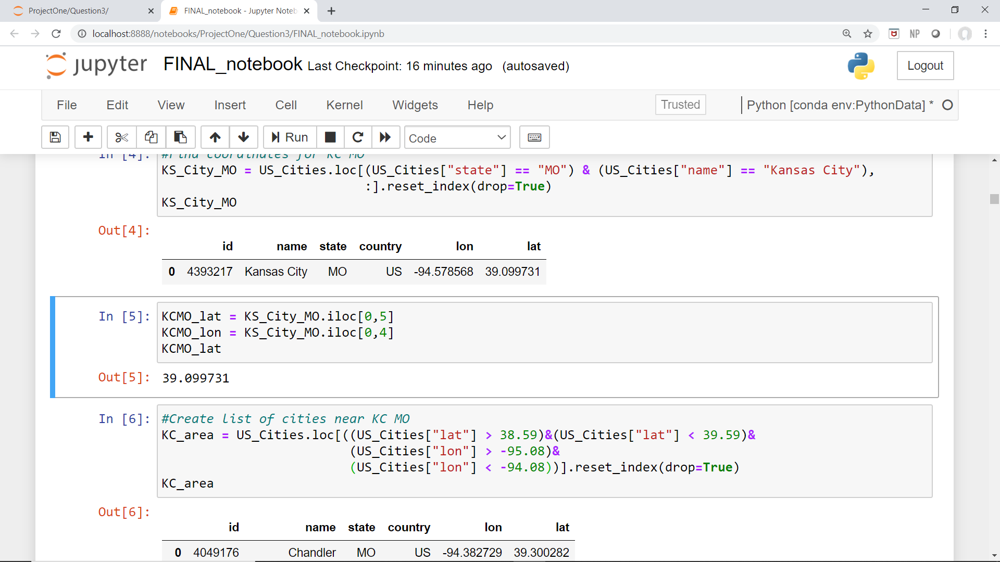 ProjectOne/Question3/
FINAL_notebook - Jupyter Noteb
localhost:8888/notebooks/ProjectOne/Question3/FINAL_notebook.ipynb
NP
jupyter FINAL_notebook Last Checkpoint: 16 minutes ago (autosaved)
Logout
File Edit View Insert Cell Kernel Widgets Help Trusted Python [conda env:PythonData] *
Run Code
In [4]: #Find coordinates for KC MO
KS_City_MO = US_Cities.loc[(US_Cities["state"] == "MO") & (US_Cities["name"] == "Kansas City"),
:].reset_index(drop=True)
KS_City_MO
Out[4]:
id name state country lon lat
0 4393217 Kansas City MO US -94.578568 39.099731
In [5]: KCMO_lat = KS_City_MO.iloc[0,5]
KCMO_lon = KS_City_MO.iloc[0,4]
KCMO_lat
Out[5]: 39.099731
In [6]: #Create list of cities near KC MO
KC_area = US_Cities.loc[((US_Cities["lat"] > 38.59)&(US_Cities["lat"] < 39.59)&
(US_Cities["lon"] > -95.08)&
(US_Cities["lon"] < -94.08))].reset_index(drop=True)
KC_area
Out[6]:
id name state country lon lat
0 4049176 Chandler MO US -94.382729 39.300282